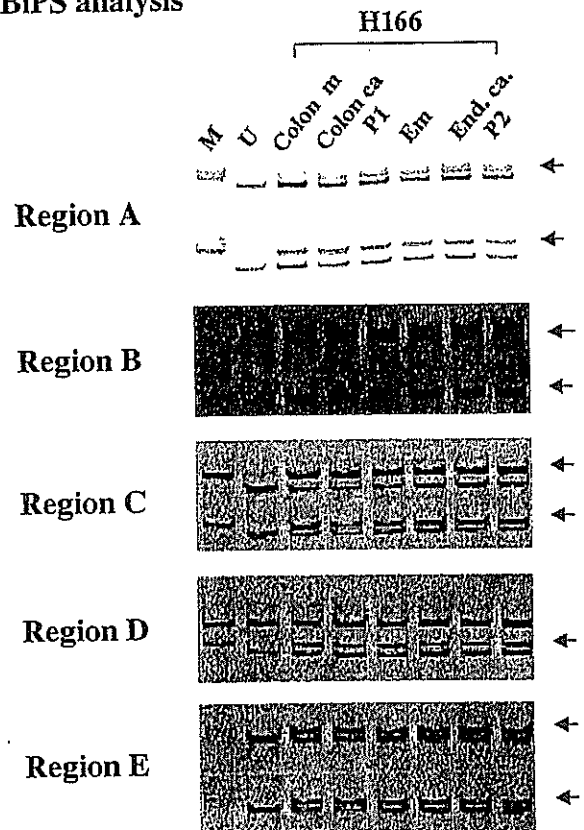 BiPS analysis
H166
M U Colon m Colon ca P1 Em End. ca. P2
Region A
Region B
Region C
Region D
Region E